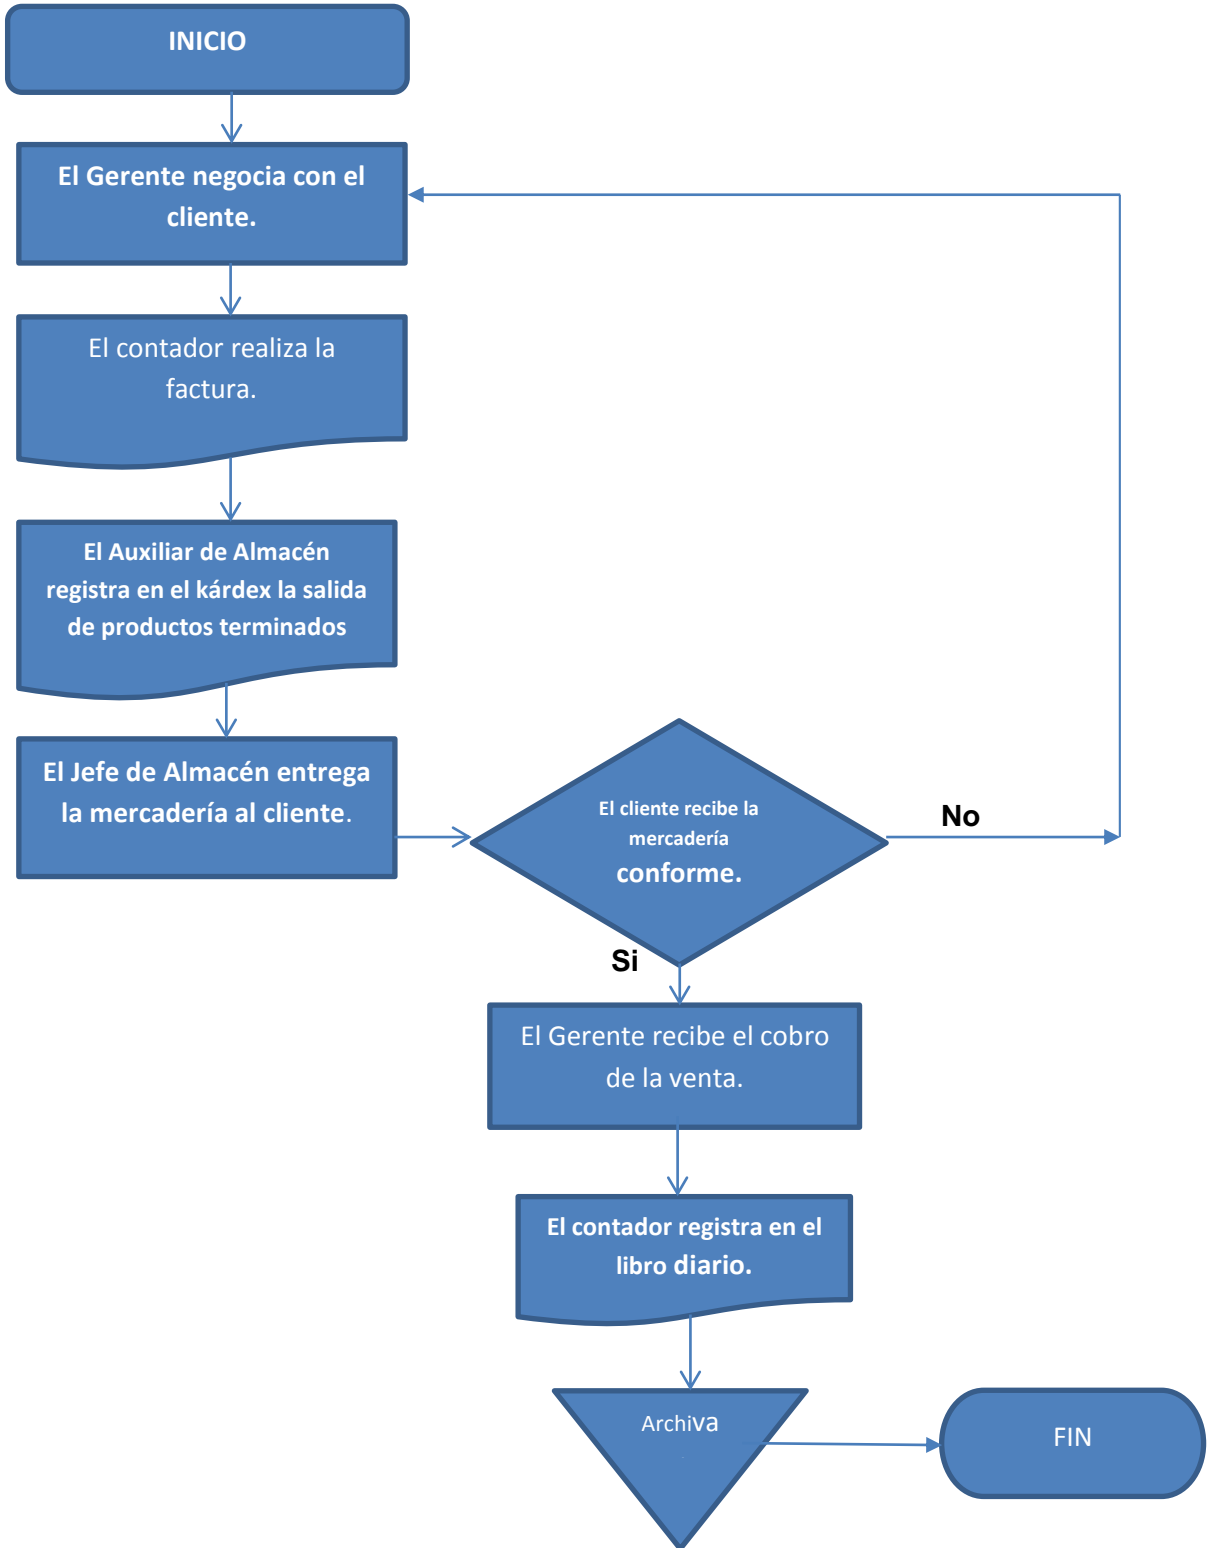 INICIO
El Gerente negocia con el
cliente.
El contador realiza la
factura.
El Auxiliar de Almacén
registra en el kárdex la salida
de productos terminados
El Jefe de Almacén entrega
la mercadería al cliente.
El cliente recibe la
mercadería
conforme.
No
Si
El Gerente recibe el cobro
de la venta.
El contador registra en el
libro diario.
Archiva
FIN